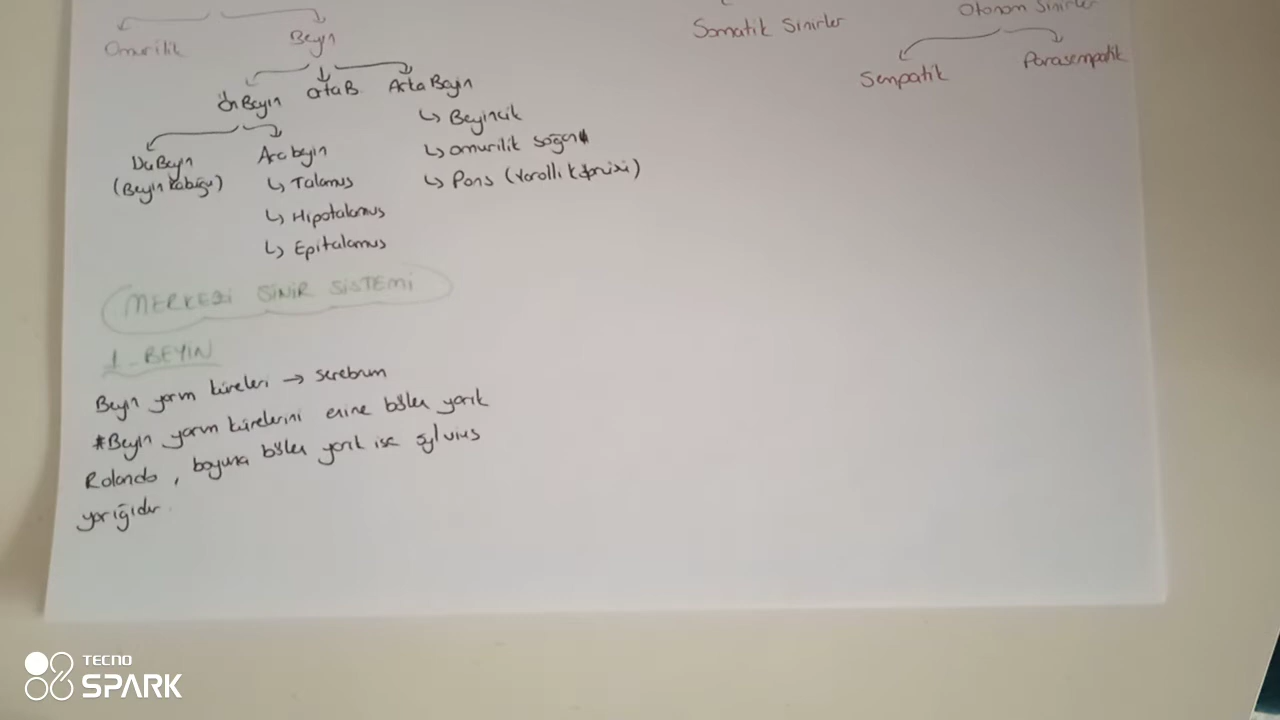 Otonom Sinirler
Omurilik
Beyin
Somatik Sinirler
Sempatik
Parasempatik
Ön Beyin
Orta B.
Arka Beyin
↳ Beyincik
↳ omurilik soğanı
↳ Pons (Varolli köprüsü)
Uç Beyin
(Beyin kabuğu)
Ara beyin
↳ Talamus
↳ Hipotalamus
↳ Epitalamus
MERKEZİ SİNİR SİSTEMİ
1. BEYİN
Beyin yarım küreleri → serebrum
*Beyin yarım kürelerini enine bölen yarık
Rolando, boyuna bölen yarık ise sylvius
yarığıdır.
TECNO
SPARK